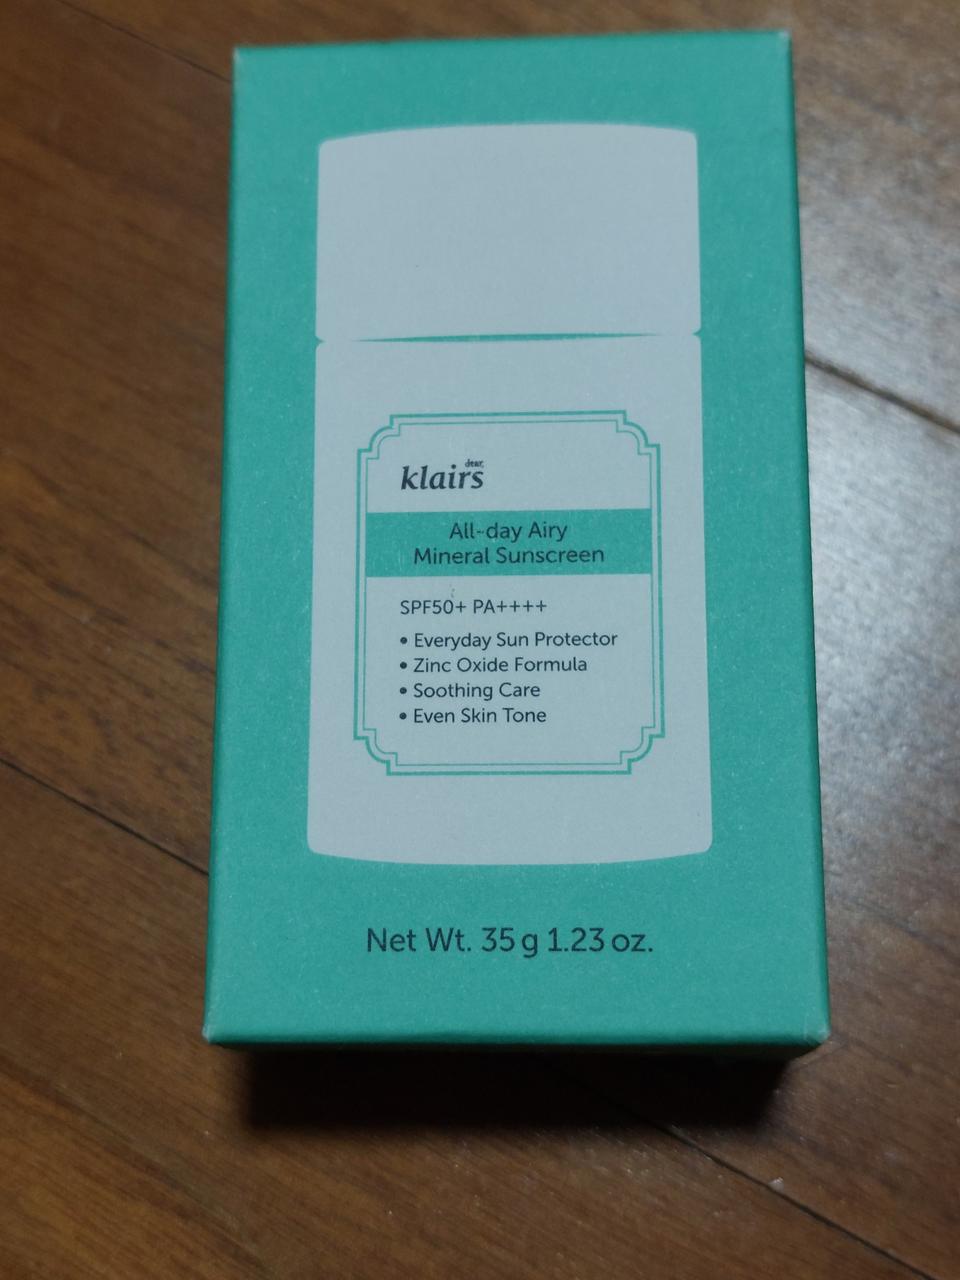 dear,
klairs
All-day Airy
Mineral Sunscreen
SPF50+ PA++++
• Everyday Sun Protector
• Zinc Oxide Formula
• Soothing Care
• Even Skin Tone
Net Wt. 35 g 1.23 oz.